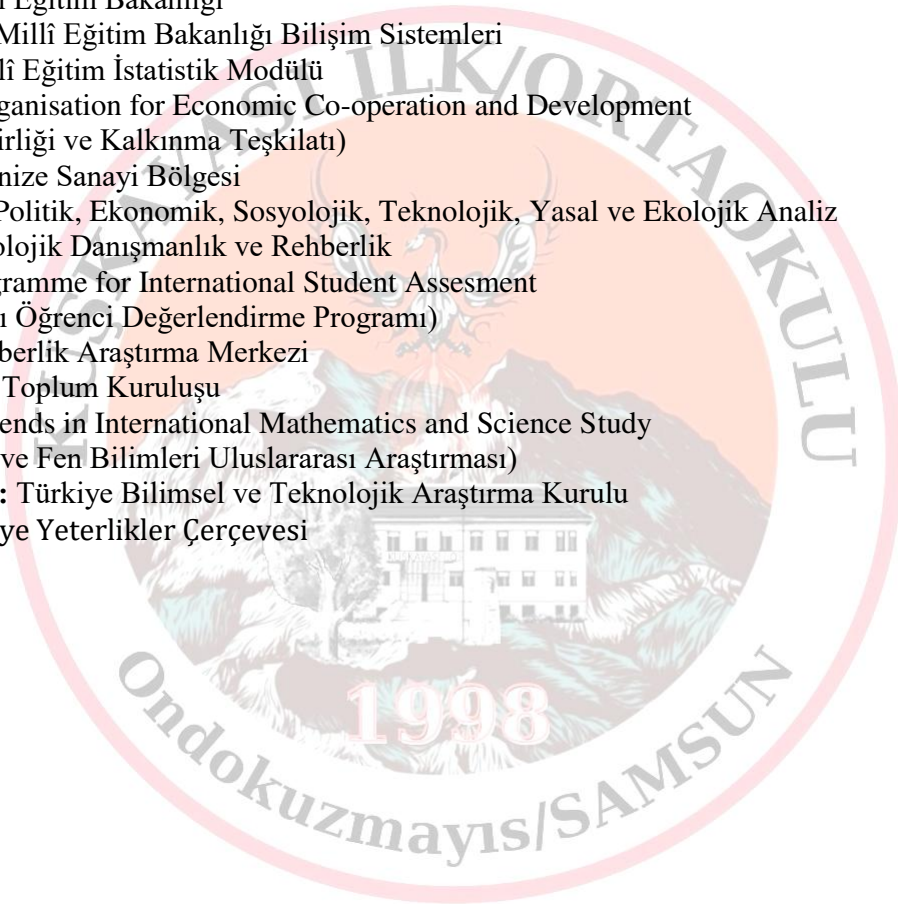 Eğitim Bakanlığı
Millî Eğitim Bakanlığı Bilişim Sistemleri
lî Eğitim İstatistik Modülü
ganisation for Economic Co-operation and Development
irliği ve Kalkınma Teşkilatı)
nize Sanayi Bölgesi
Politik, Ekonomik, Sosyolojik, Teknolojik, Yasal ve Ekolojik Analiz
olojik Danışmanlık ve Rehberlik
gramme for International Student Assesment
ı Öğrenci Değerlendirme Programı)
berlik Araştırma Merkezi
Toplum Kuruluşu
ends in International Mathematics and Science Study
ve Fen Bilimleri Uluslararası Araştırması)
: Türkiye Bilimsel ve Teknolojik Araştırma Kurulu
ye Yeterlikler Çerçevesi
KUŞKAYASI İLK/ORTAOKULU
1998
Ondokuzmayıs/SAMSUN